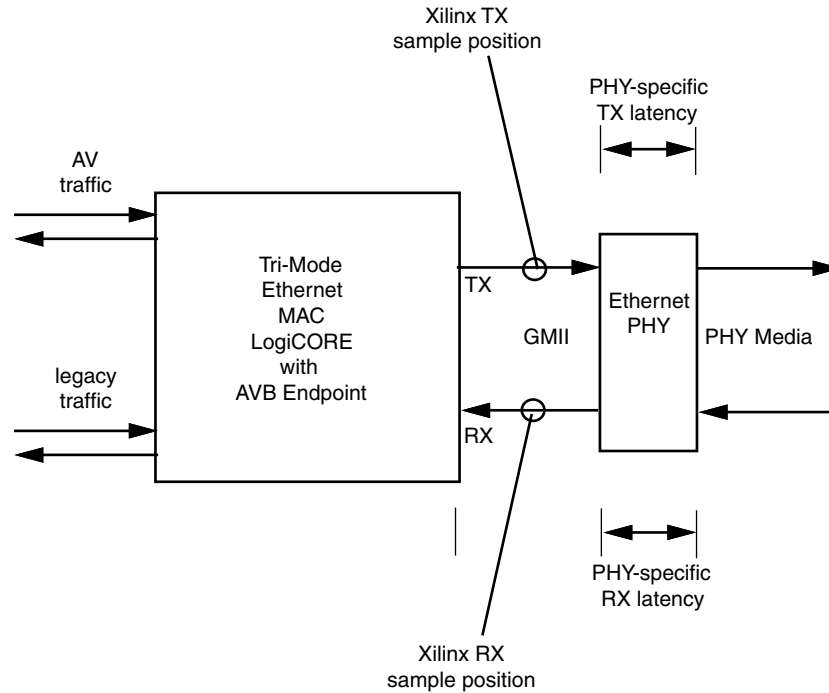 Xilinx TX
sample position
PHY-specific
TX latency
AV
traffic
Tri-Mode
Ethernet
MAC
LogiCORE
with
AVB Endpoint
TX
Ethernet
PHY
GMII
PHY Media
legacy
traffic
RX
PHY-specific
RX latency
Xilinx RX
sample position